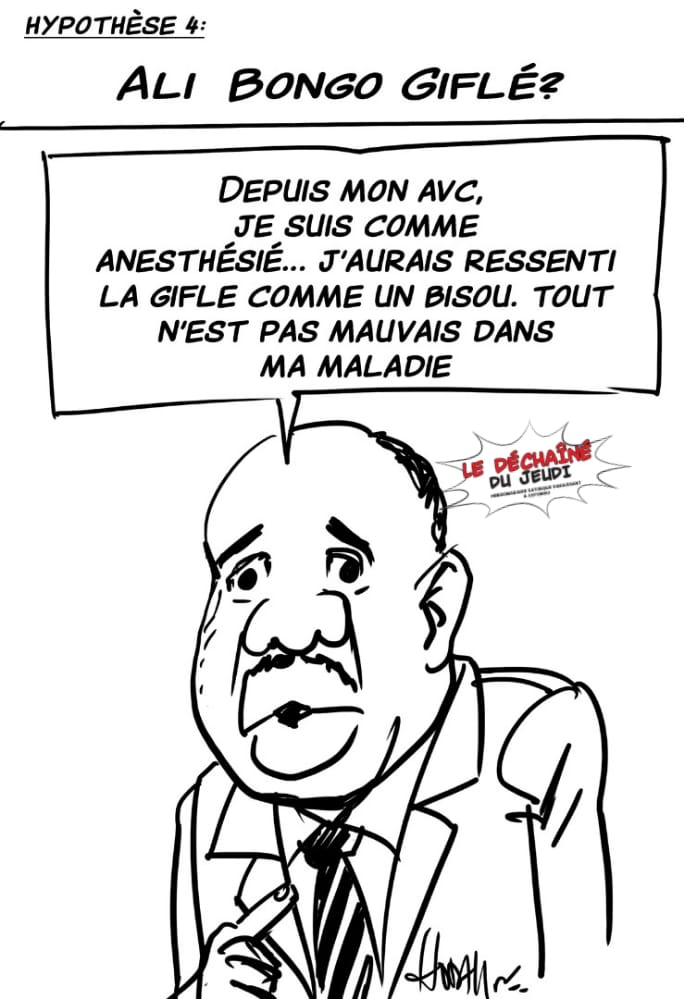 HYPOTHÈSE 4:
ALI BONGO GIFLÉ?
DEPUIS MON AVC,
JE SUIS COMME
ANESTHÉSIÉ... J'AURAIS RESSENTI
LA GIFLE COMME UN BISOU. TOUT
N'EST PAS MAUVAIS DANS
MA MALADIE
LE DÉCHAÎNÉ
DU JEUDI